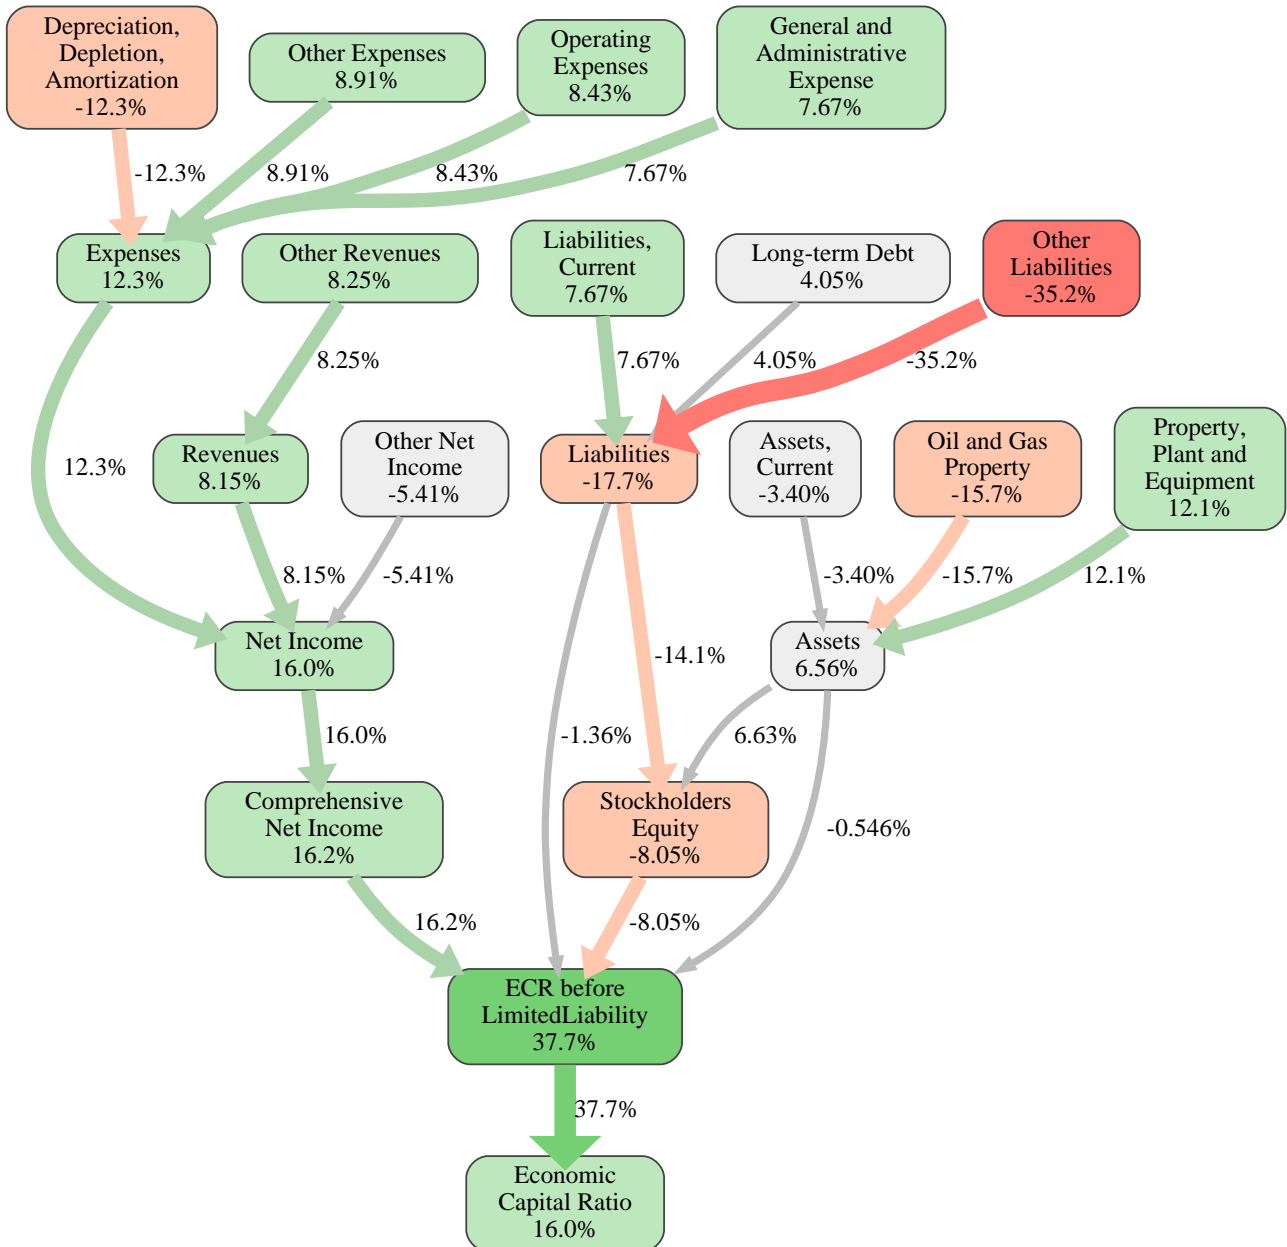 Depreciation,
Depletion,
Amortization
-12.3%
Other Expenses
8.91%
Operating
Expenses
8.43%
General and
Administrative
Expense
7.67%
-12.3%
8.91%
8.43%
7.67%
Expenses
12.3%
Other Revenues
8.25%
Liabilities,
Current
7.67%
Long-term Debt
4.05%
Other
Liabilities
-35.2%
8.25%
7.67%
4.05%
-35.2%
12.3%
Revenues
8.15%
Other Net
Income
-5.41%
Liabilities
-17.7%
Assets,
Current
-3.40%
Oil and Gas
Property
-15.7%
Property,
Plant and
Equipment
12.1%
8.15%
-5.41%
-3.40%
-15.7%
12.1%
Net Income
16.0%
-14.1%
Assets
6.56%
16.0%
-1.36%
6.63%
-0.546%
Comprehensive
Net Income
16.2%
Stockholders
Equity
-8.05%
16.2%
-8.05%
ECR before
LimitedLiability
37.7%
37.7%
Economic
Capital Ratio
16.0%